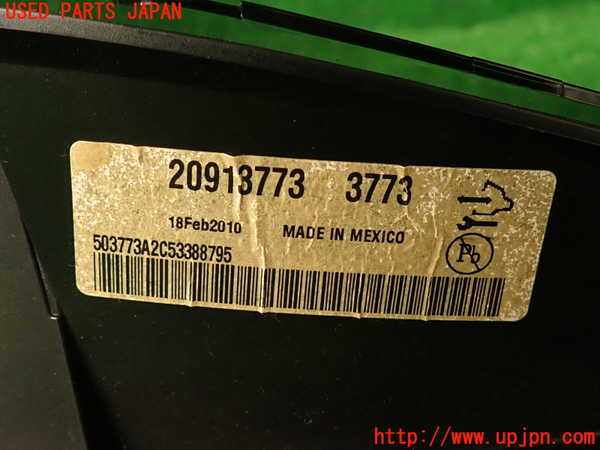 USED PARTS JAPAN
20913773 3773
18Feb2010 MADE IN MEXICO
503773A2C53388795
Pb
http://www.upjpn.com/